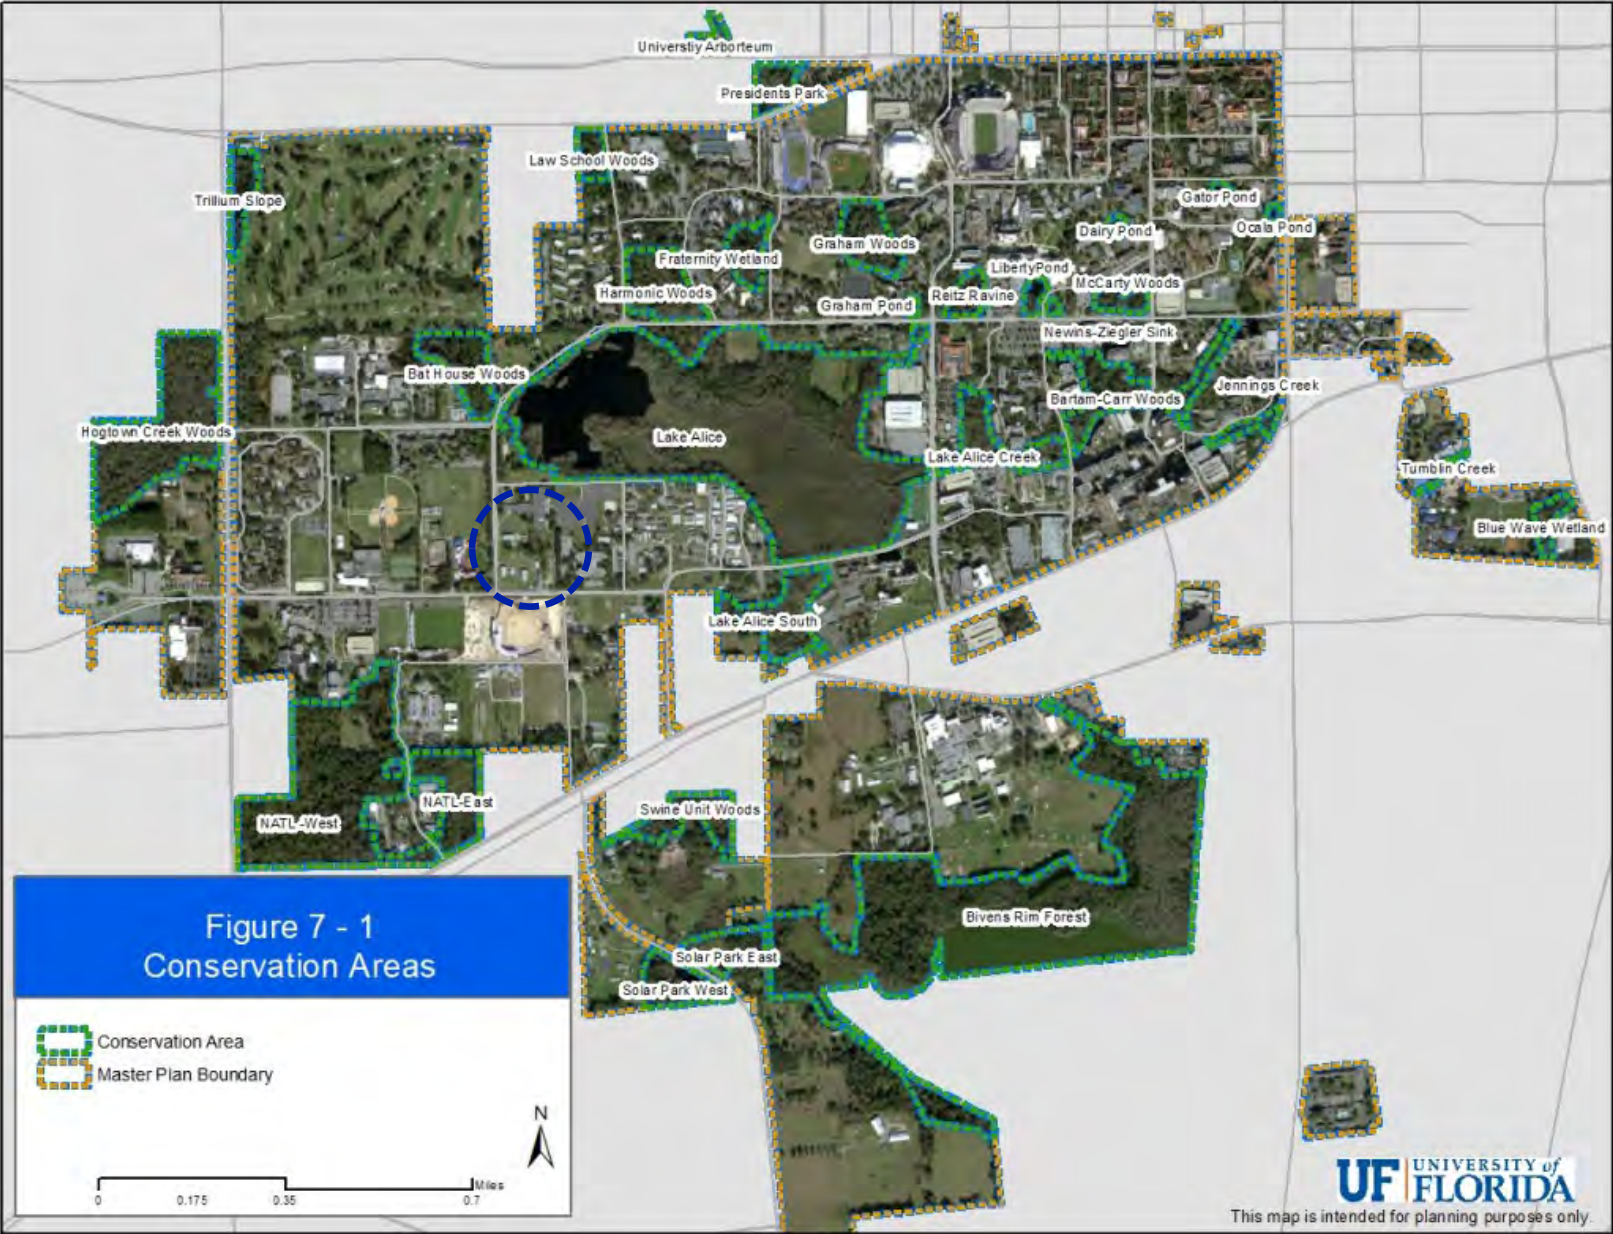 Universtiy Arborteum
Presidents Park
Law School Woods
Trillium Slope
Gator Pond
Ocala Pond
Dairy Pond
Graham Woods
Fraternity Wetland
LibertyPond
McCarty Woods
Harmonic Woods
Reitz Ravine
Graham Pond
Newins-Ziegler Sink
Bat House Woods
Jennings Creek
Bartam-Carr Woods
Hogtown Creek Woods
Lake Alice
Lake Alice Creek
Tumblin Creek
Blue Wave Wetland
Lake Alice South
NATL-East
NATL-West
Swine Unit Woods
Bivens Rim Forest
Solar Park East
Solar Park West
Figure 7 - 1
Conservation Areas
Conservation Area
Master Plan Boundary
N
Miles
0 0.175 0.35 0.7
UF UNIVERSITY of
FLORIDA
This map is intended for planning purposes only.